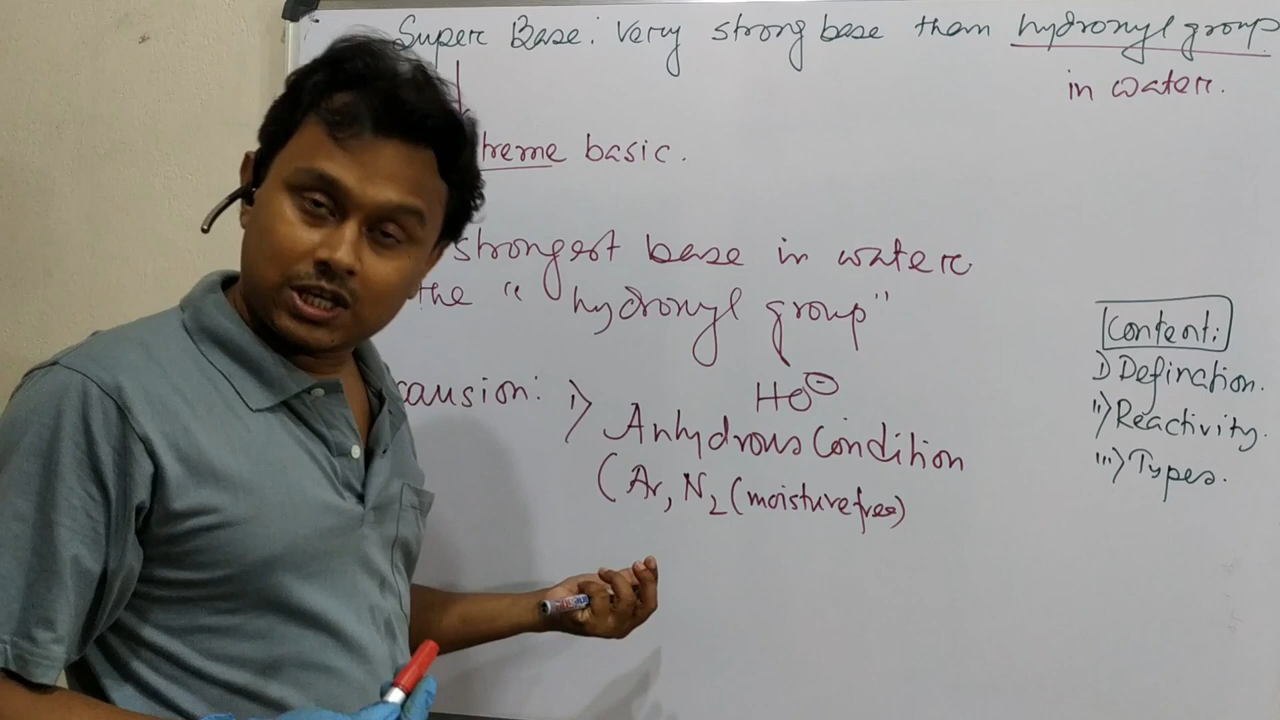 Super Base: Very strong base than hydroxyl group
in water.
treme basic.
strongest base in water
the " hydroxyl group"
HO⊖
causion: i) Anhydrous Condition
(Ar, N2 (moisture free)
Content:
i) Defination.
ii) Reactivity.
iii) Types.